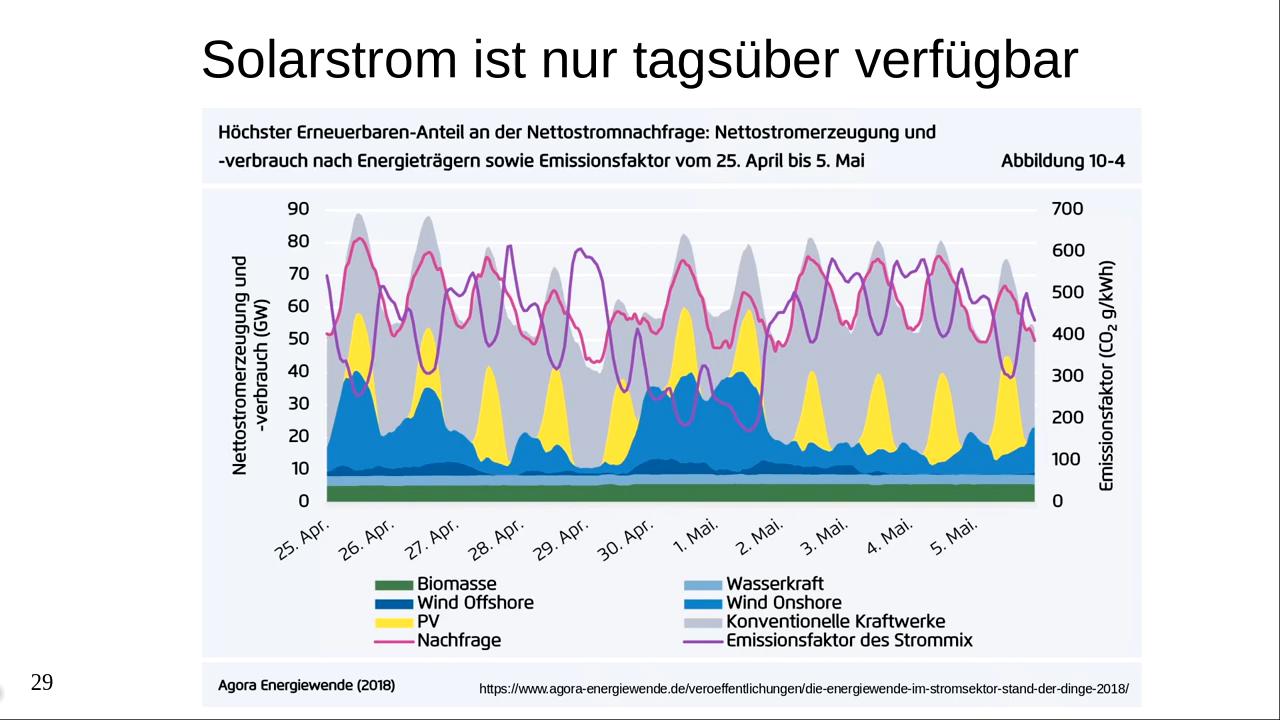 Solarstrom ist nur tagsüber verfügbar
Höchster Erneuerbaren-Anteil an der Nettostromnachfrage: Nettostromerzeugung und
-verbrauch nach Energieträgern sowie Emissionsfaktor vom 25. April bis 5. Mai
Abbildung 10-4
Nettostromerzeugung und
-verbrauch (GW)
90
80
70
60
50
40
30
20
10
0
700
600
500
400
300
200
100
0
Emissionsfaktor (CO₂ g/kWh)
25. Apr.
26. Apr.
27. Apr.
28. Apr.
29. Apr.
30. Apr.
1. Mai.
2. Mai.
3. Mai.
4. Mai.
5. Mai.
Biomasse
Wasserkraft
Wind Offshore
Wind Onshore
PV
Konventionelle Kraftwerke
Nachfrage
Emissionsfaktor des Strommix
29
Agora Energiewende (2018)
https://www.agora-energiewende.de/veroeffentlichungen/die-energiewende-im-stromsektor-stand-der-dinge-2018/